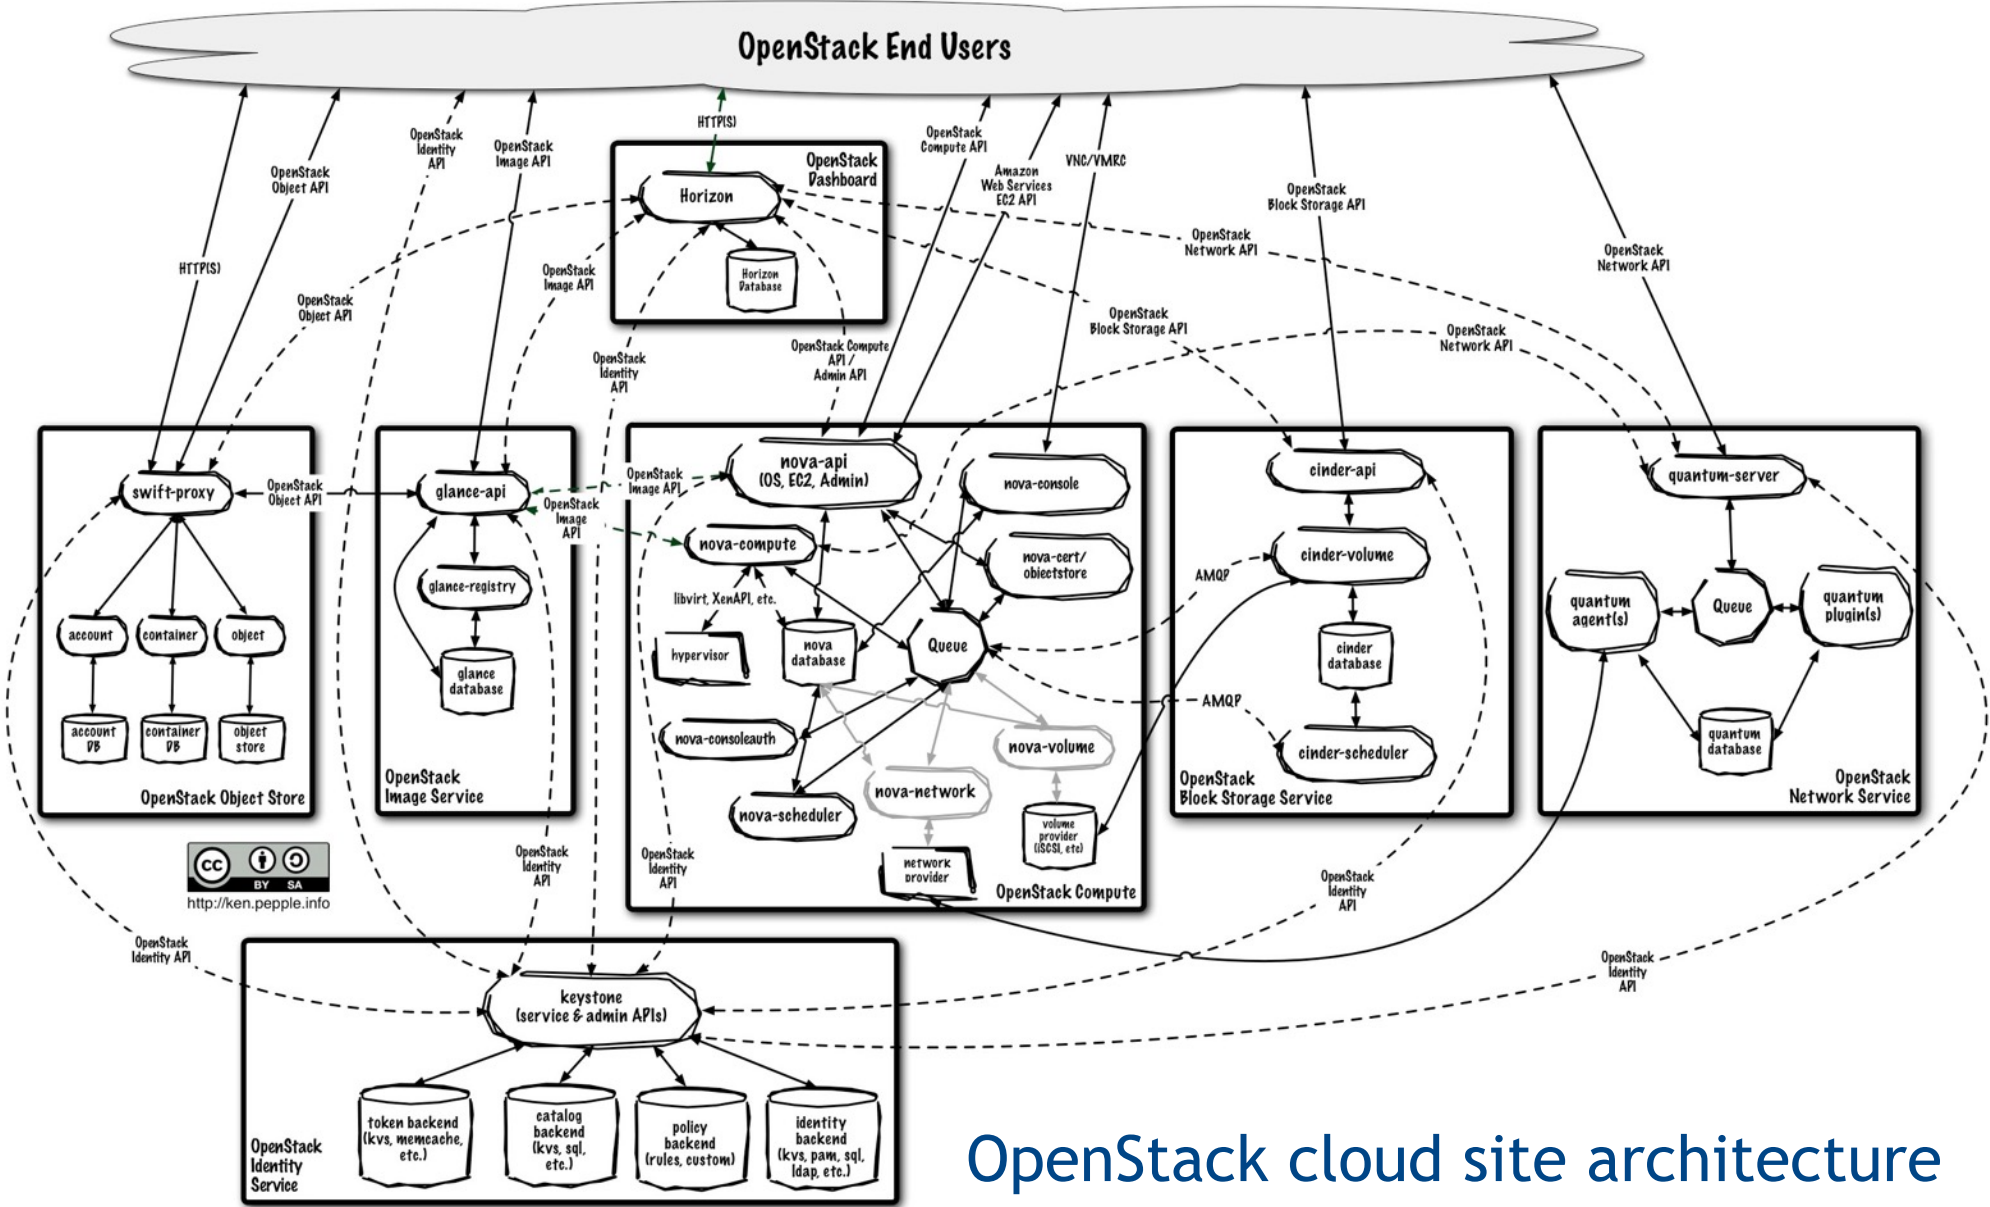 OpenStack End Users
HTTP(S)
OpenStack
Object API
OpenStack
Identity
API
OpenStack
Image API
HTTP(S)
OpenStack
Compute API
Amazon
Web Services
EC2 API
VNC/VMRC
OpenStack
Block Storage API
OpenStack
Network API
OpenStack
Dashboard
Horizon
Horizon
Database
OpenStack
Object API
OpenStack
Image API
OpenStack
Identity
API
OpenStack Compute
API /
Admin API
OpenStack
Network API
OpenStack
Block Storage API
OpenStack
Network API
swift-proxy
account
container
object
account
DB
container
DB
object
store
OpenStack Object Store
OpenStack
Object API
glance-api
glance-registry
glance
database
OpenStack
Image Service
OpenStack
Image API
OpenStack
Image
API
nova-api
(OS, EC2, Admin)
nova-console
nova-compute
nova-cert/
objectstore
libvirt, XenAPI, etc.
hypervisor
nova
database
Queue
nova-consoleauth
nova-volume
nova-network
nova-scheduler
volume
provider
(iSCSI, etc)
network
provider
OpenStack Compute
cinder-api
cinder-volume
AMQP
cinder
database
AMQP
cinder-scheduler
OpenStack
Block Storage Service
quantum-server
quantum
agent(s)
Queue
quantum
plugin(s)
quantum
database
OpenStack
Network Service
cc
BY SA
http://ken.pepple.info
OpenStack
Identity API
OpenStack
Identity
API
OpenStack
Identity
API
OpenStack
Identity
API
OpenStack
Identity
API
keystone
(service & admin APIs)
token backend
(kvs, memcache,
etc.)
catalog
backend
(kvs, sql,
etc.)
policy
backend
(rules, custom)
identity
backend
(kvs, pam, sql,
ldap, etc.)
OpenStack
Identity
Service
OpenStack cloud site architecture